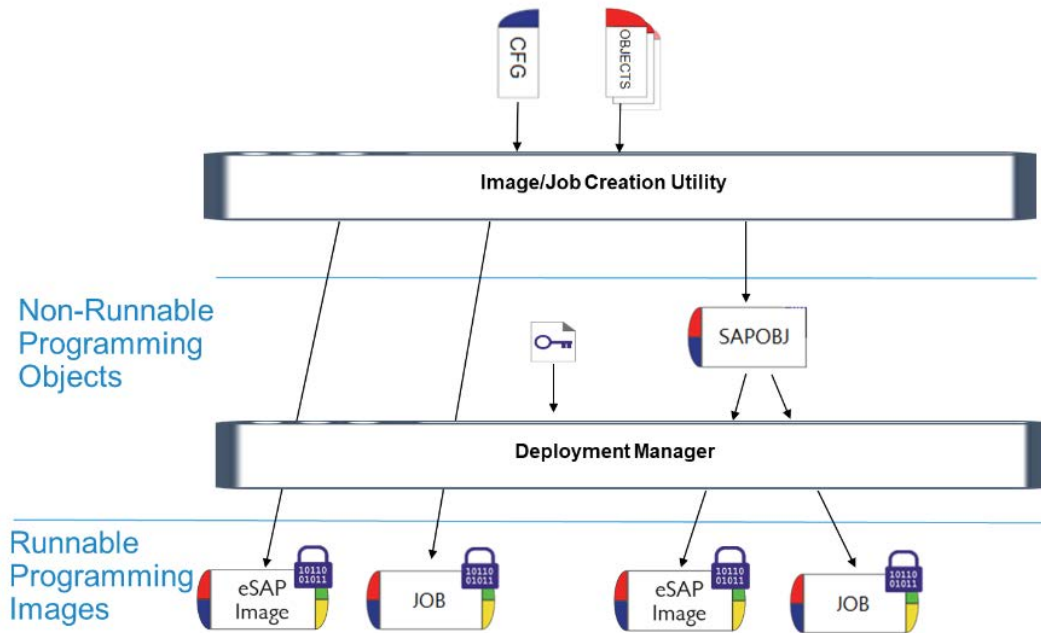 CFG
OBJECTS
Image/Job Creation Utility
Non-Runnable
Programming
Objects
SAPOBJ
Deployment Manager
Runnable
Programming
Images
10110
01011
eSAP
Image
10110
01011
JOB
10110
01011
eSAP
Image
10110
01011
JOB